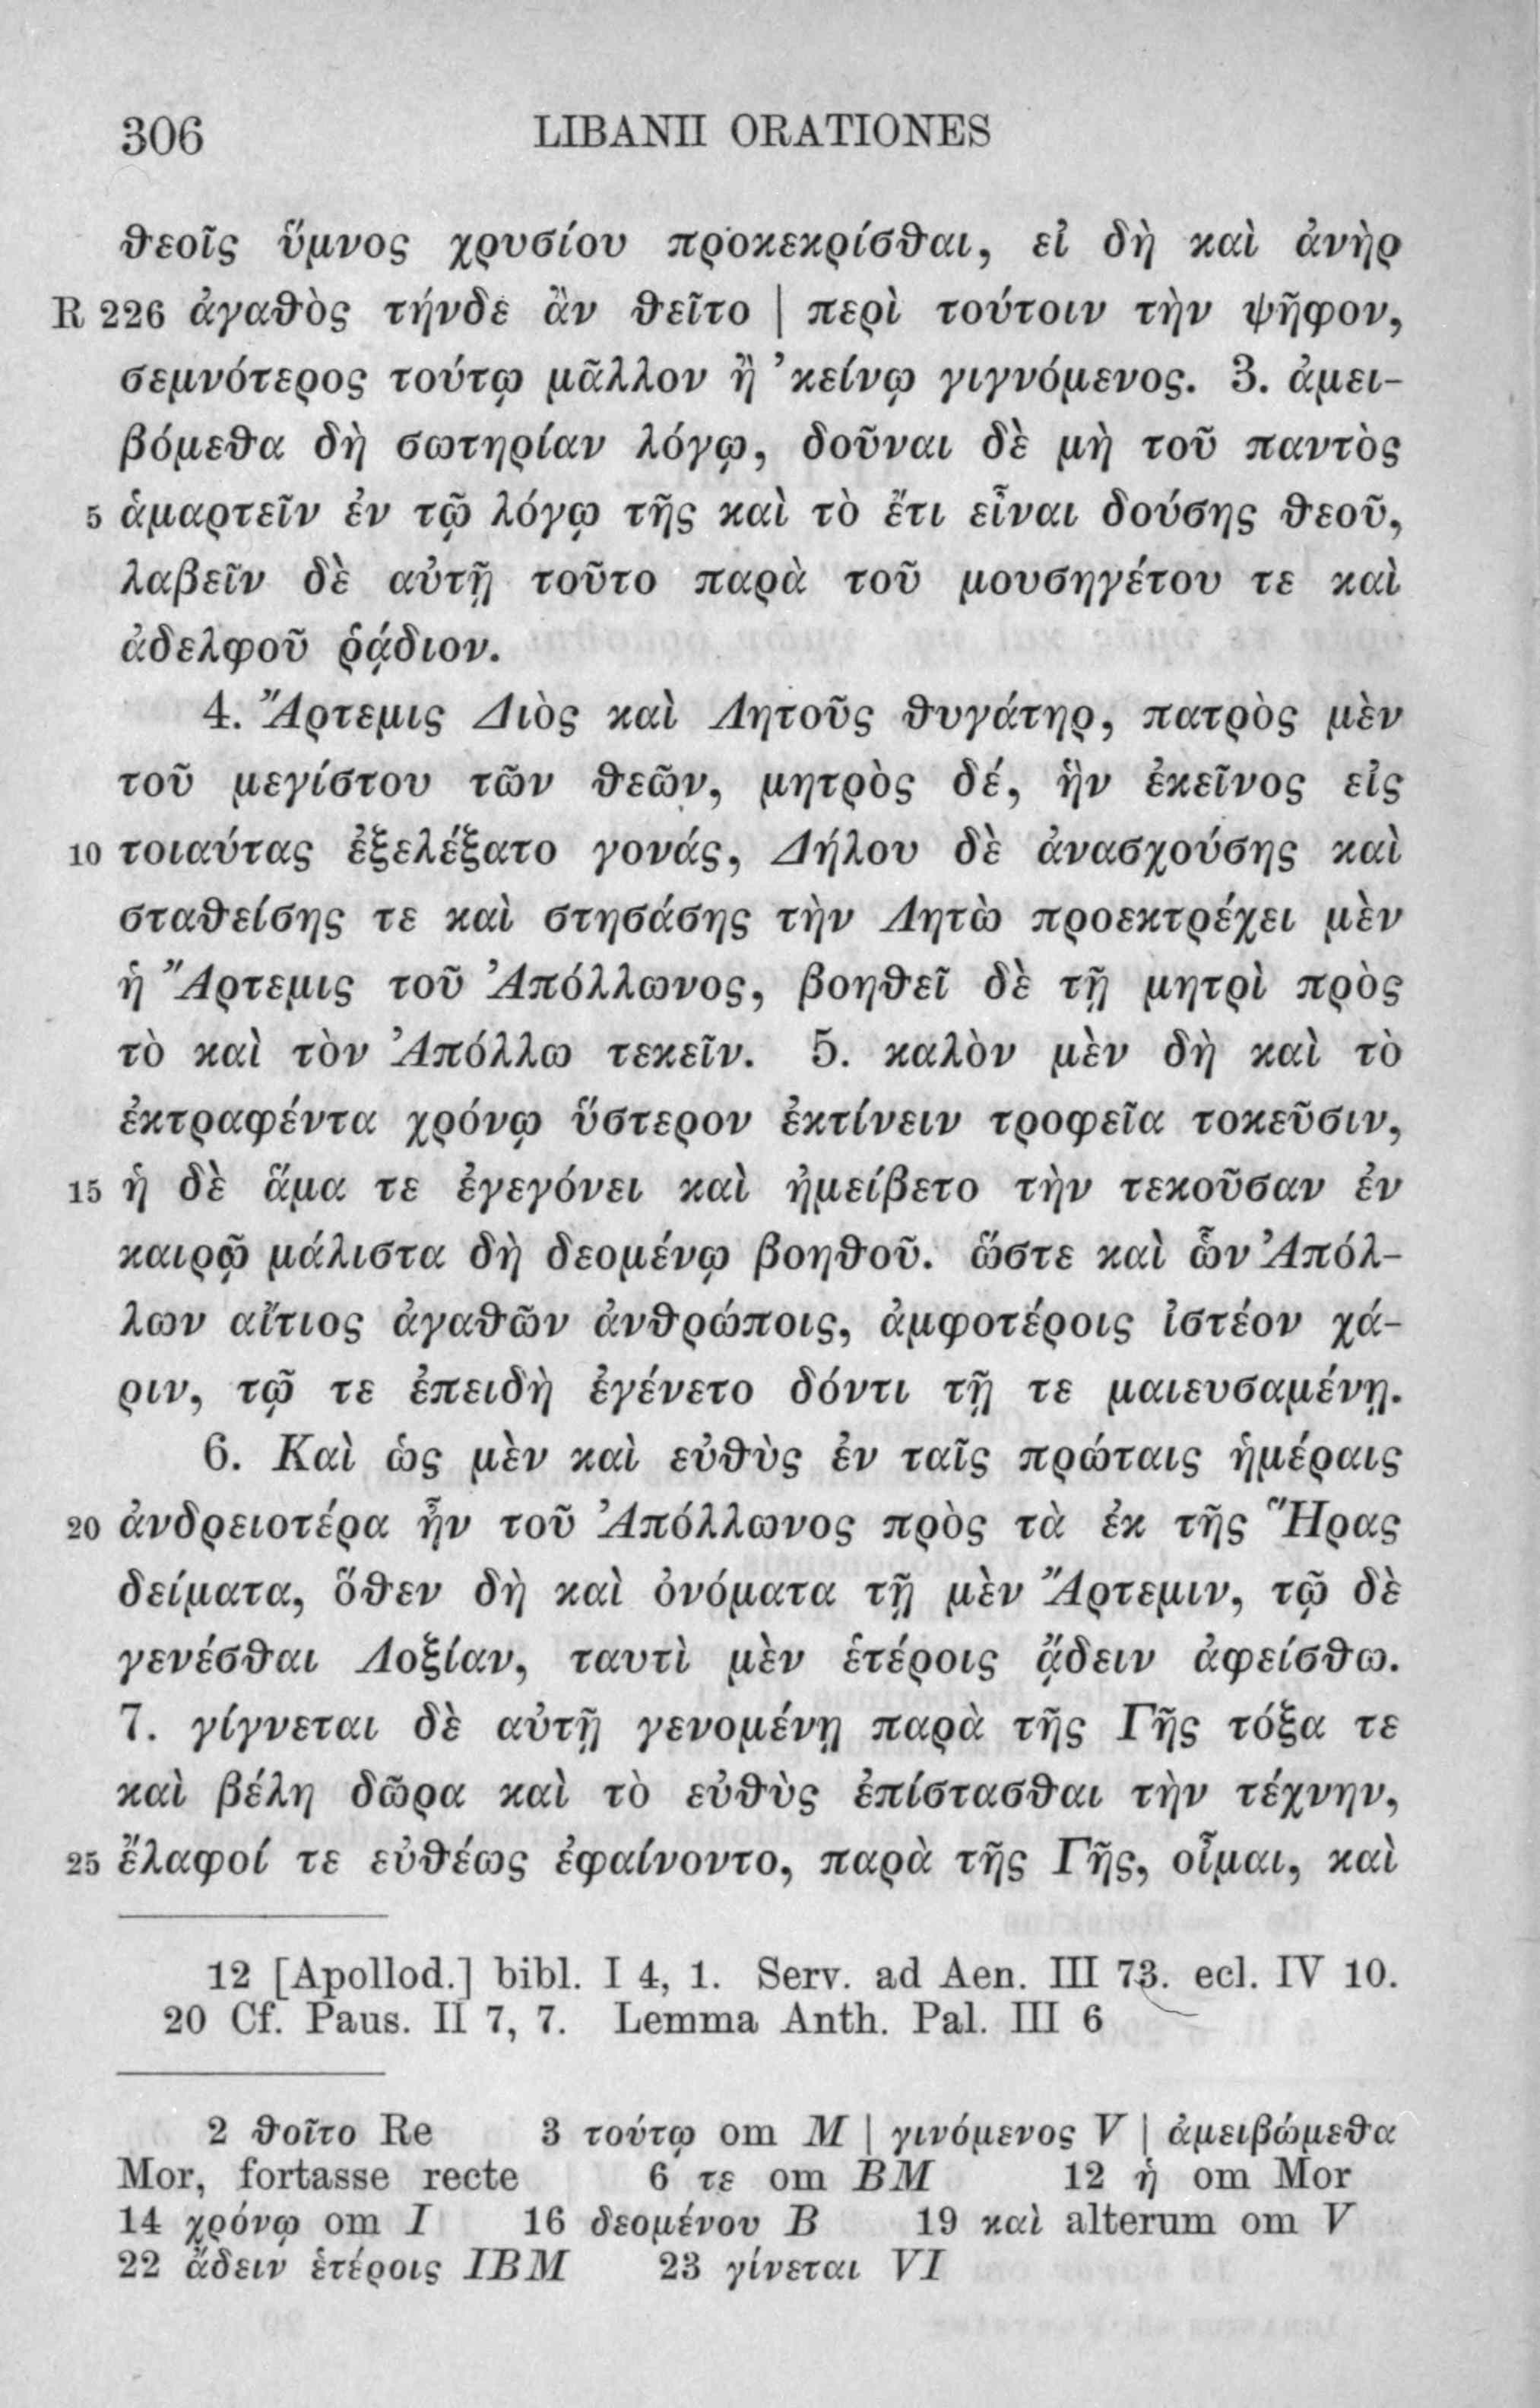 306 LIBANII ORATIONES
θεοῖς ὕμνος χρυσίου προκεκρίσθαι, εἰ δὴ καὶ ἀνὴρ
R 226 ἀγαθὸς τήνδε ἂν θεῖτο | περὶ τούτοιν τὴν ψῆφον,
σεμνότερος τούτῳ μᾶλλον ἢ ’κείνῳ γιγνόμενος. 3. ἀμει-
βόμεθα δὴ σωτηρίαν λόγῳ, δοῦναι δὲ μὴ τοῦ παντὸς
5 ἁμαρτεῖν ἐν τῷ λόγῳ τῆς καὶ τὸ ἔτι εἶναι δούσης θεοῦ,
λαβεῖν δὲ αὐτῇ τοῦτο παρὰ τοῦ μουσηγέτου τε καὶ
ἀδελφοῦ ῥᾴδιον.
4. Ἄρτεμις Διὸς καὶ Λητοῦς θυγάτηρ, πατρὸς μὲν
τοῦ μεγίστου τῶν θεῶν, μητρὸς δέ, ἣν ἐκεῖνος εἰς
10 τοιαύτας ἐξελέξατο γονάς, Δήλου δὲ ἀνασχούσης καὶ
σταθείσης τε καὶ στησάσης τὴν Λητὼ προεκτρέχει μὲν
ἡ Ἄρτεμις τοῦ Ἀπόλλωνος, βοηθεῖ δὲ τῇ μητρὶ πρὸς
τὸ καὶ τὸν Ἀπόλλω τεκεῖν. 5. καλὸν μὲν δὴ καὶ τὸ
ἐκτραφέντα χρόνῳ ὕστερον ἐκτίνειν τροφεῖα τοκεῦσιν,
15 ἡ δὲ ἅμα τε ἐγεγόνει καὶ ἠμείβετο τὴν τεκοῦσαν ἐν
καιρῷ μάλιστα δὴ δεομένῳ βοηθοῦ. ὥστε καὶ ὧν Ἀπόλ-
λων αἴτιος ἀγαθῶν ἀνθρώποις, ἀμφοτέροις ἰστέον χά-
ριν, τῷ τε ἐπειδὴ ἐγένετο δόντι τῇ τε μαιευσαμένῃ.
6. Καὶ ὡς μὲν καὶ εὐθὺς ἐν ταῖς πρώταις ἡμέραις
20 ἀνδρειοτέρα ἦν τοῦ Ἀπόλλωνος πρὸς τὰ ἐκ τῆς Ἥρας
δείματα, ὅθεν δὴ καὶ ὀνόματα τῇ μὲν Ἄρτεμιν, τῷ δὲ
γενέσθαι Λοξίαν, ταυτὶ μὲν ἑτέροις ᾄδειν ἀφείσθω.
7. γίγνεται δὲ αὐτῇ γενομένῃ παρὰ τῆς Γῆς τόξα τε
καὶ βέλη δῶρα καὶ τὸ εὐθὺς ἐπίστασθαι τὴν τέχνην,
25 ἔλαφοί τε εὐθέως ἐφαίνοντο, παρὰ τῆς Γῆς, οἶμαι, καὶ
12 [Apollod.] bibl. I 4, 1. Serv. ad Aen. III 73. ecl. IV 10.
20 Cf. Paus. II 7, 7. Lemma Anth. Pal. III 6
2 θοῖτο Re 3 τούτῳ om M | γινόμενος V | ἀμειβώμεθα
Mor, fortasse recte 6 τε om BM 12 ἡ om Mor
14 χρόνῳ om I 16 δεομένου B 19 καὶ alterum om V
22 ᾄδειν ἑτέροις IBM 23 γίνεται VI